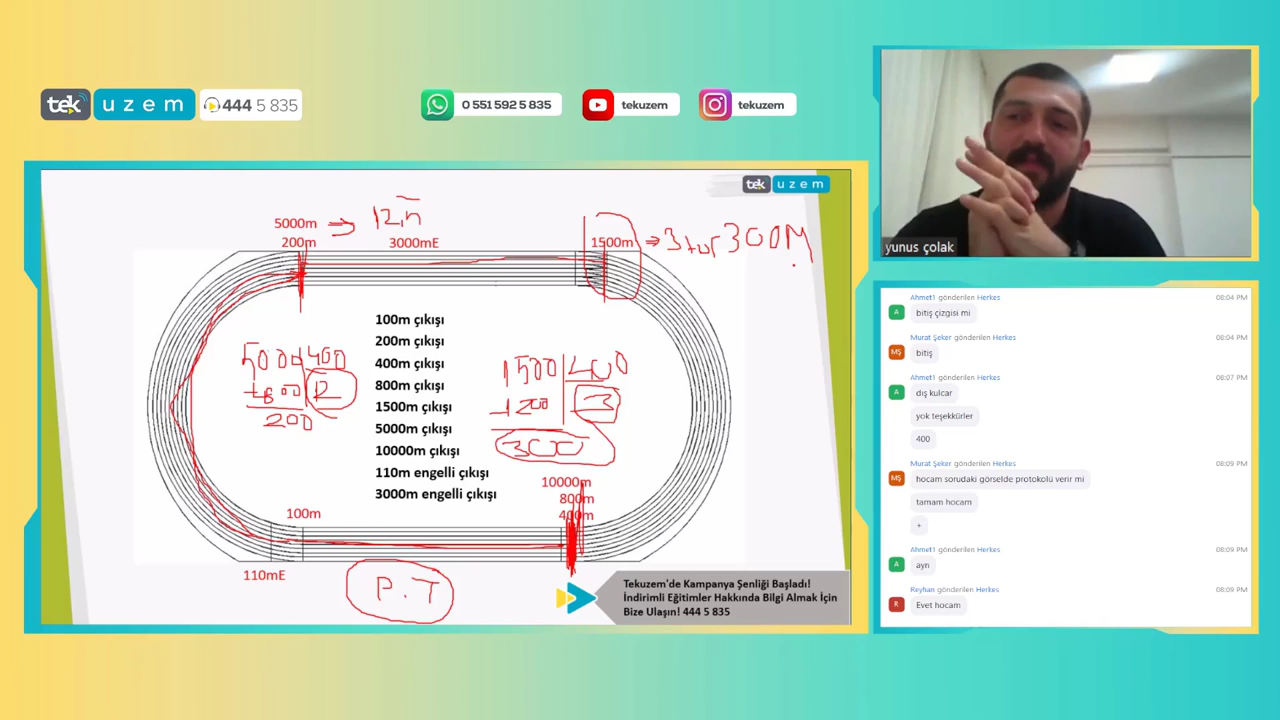 tek uzem 444 5 835
0 551 592 5 835
tekuzem
tekuzem
yunus çolak
tek uzem
5000m ⇒ 12,n
200m
3000mE
1500m ⇒ 3 tur 300M
100m çıkışı
200m çıkışı
400m çıkışı
800m çıkışı
1500m çıkışı
5000m çıkışı
10000m çıkışı
110m engelli çıkışı
3000m engelli çıkışı
5000 400
12
200
1500 400
1200 3
300
10000m
800m
400m
100m
110mE
P.T
Tekuzem'de Kampanya Şenliği Başladı!
İndirimli Eğitimler Hakkında Bilgi Almak İçin
Bize Ulaşın! 444 5 835
Ahmet1 gönderilen Herkes 08:04 PM
A bitiş çizgisi mi
Murat Şeker gönderilen Herkes 08:04 PM
MŞ bitiş
Ahmet1 gönderilen Herkes 08:07 PM
A dış kulcar
yok teşekkürler
400
Murat Şeker gönderilen Herkes 08:09 PM
MŞ hocam sorudaki görselde protokolü verir mi
tamam hocam
+
Ahmet1 gönderilen Herkes 08:09 PM
A ayn
Reyhan gönderilen Herkes 08:09 PM
R Evet hocam